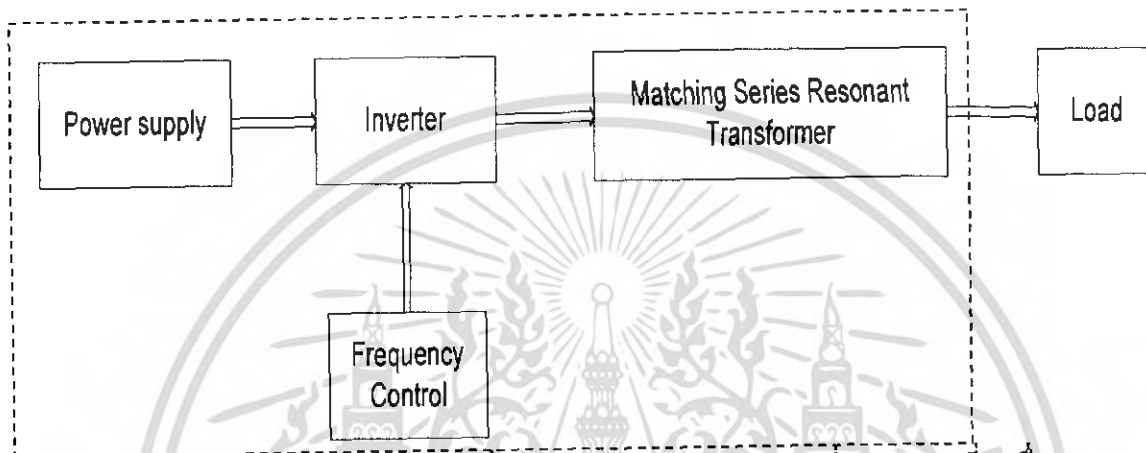 Power supply
Inverter
Matching Series Resonant
Transformer
Load
Frequency
Control